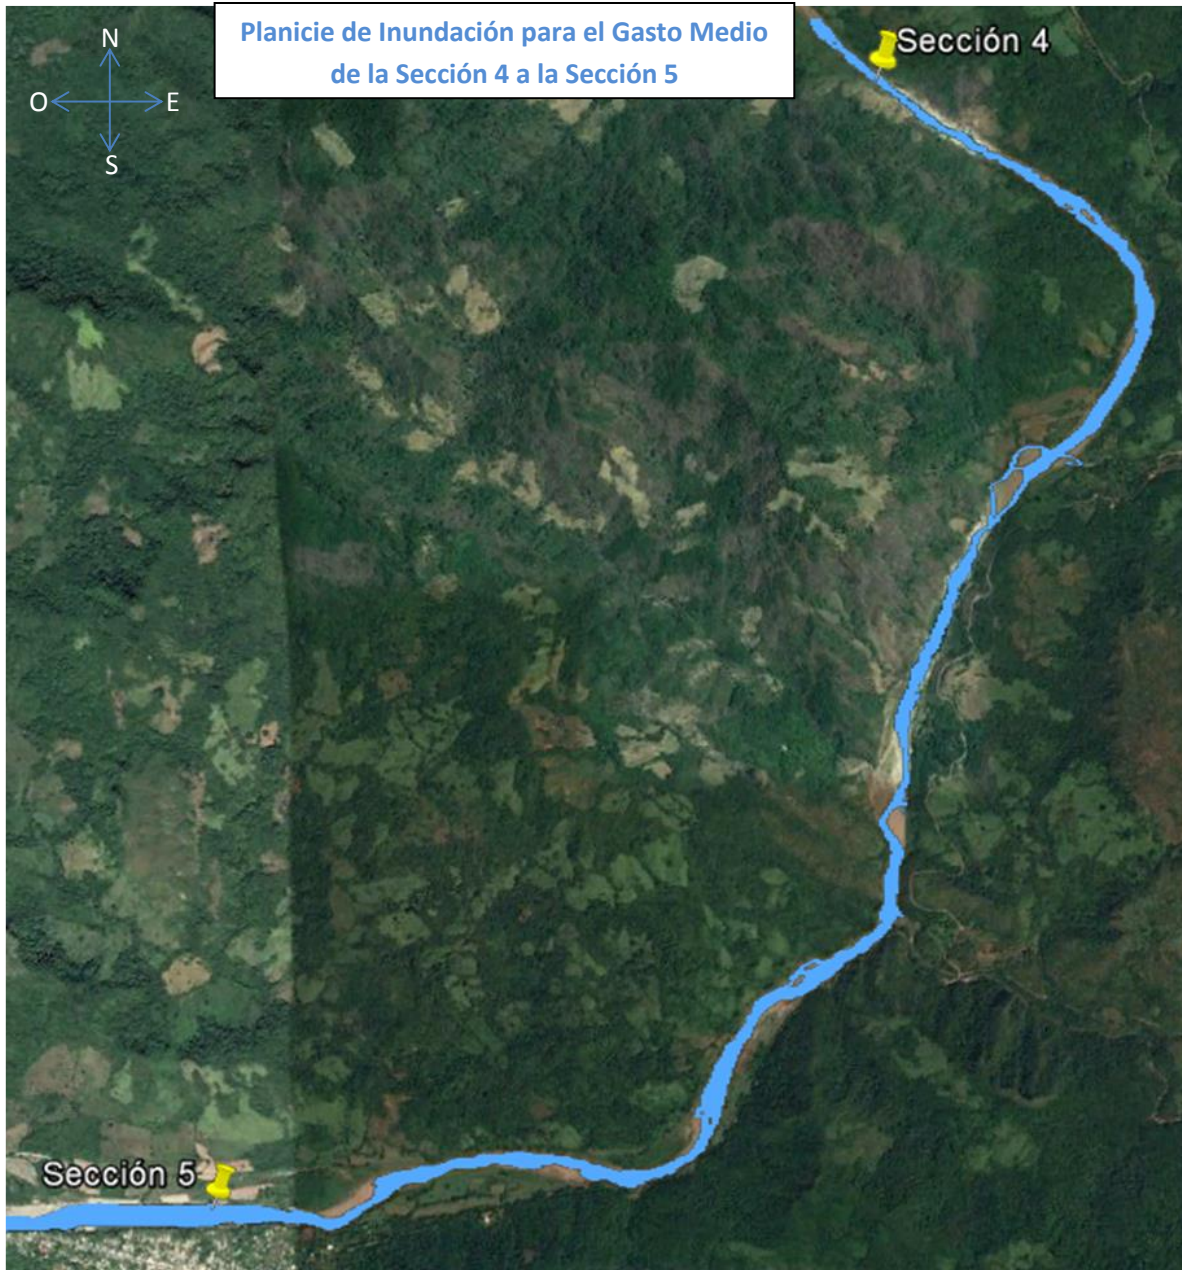 Planicie de Inundación para el Gasto Medio
de la Sección 4 a la Sección 5
Sección 4
N
O
E
S
Sección 5